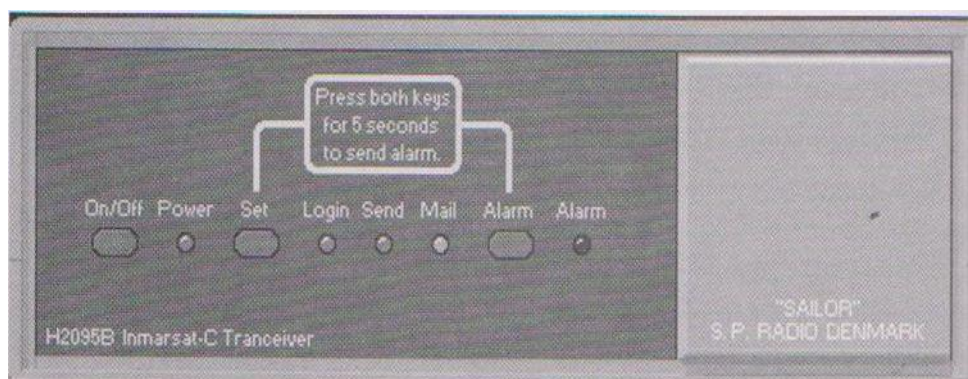 Press both keys
for 5 seconds
to send alarm.
On/Off Power Set Login Send Mail Alarm Alarm
H2095B Inmarsat-C Tranceiver
"SAILOR"
S. P. RADIO DENMARK